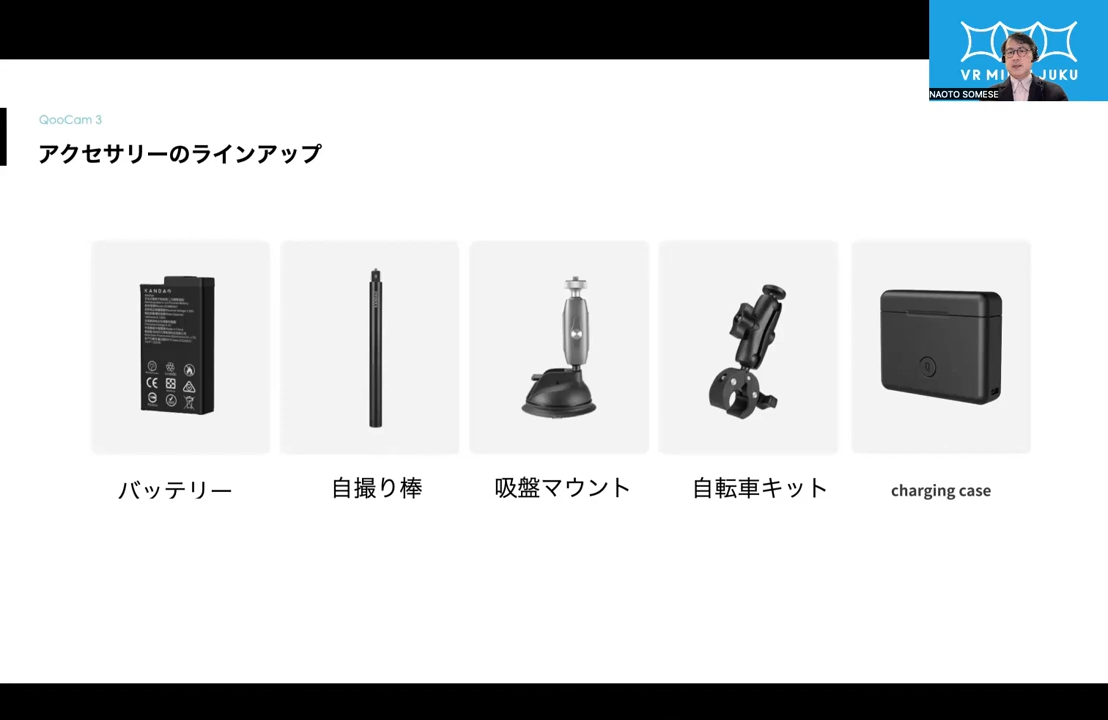 VR MI JUKU
NAOTO SOMESE
QooCam 3
アクセサリーのラインアップ
KANDAO
バッテリー
自撮り棒
吸盤マウント
自転車キット
charging case